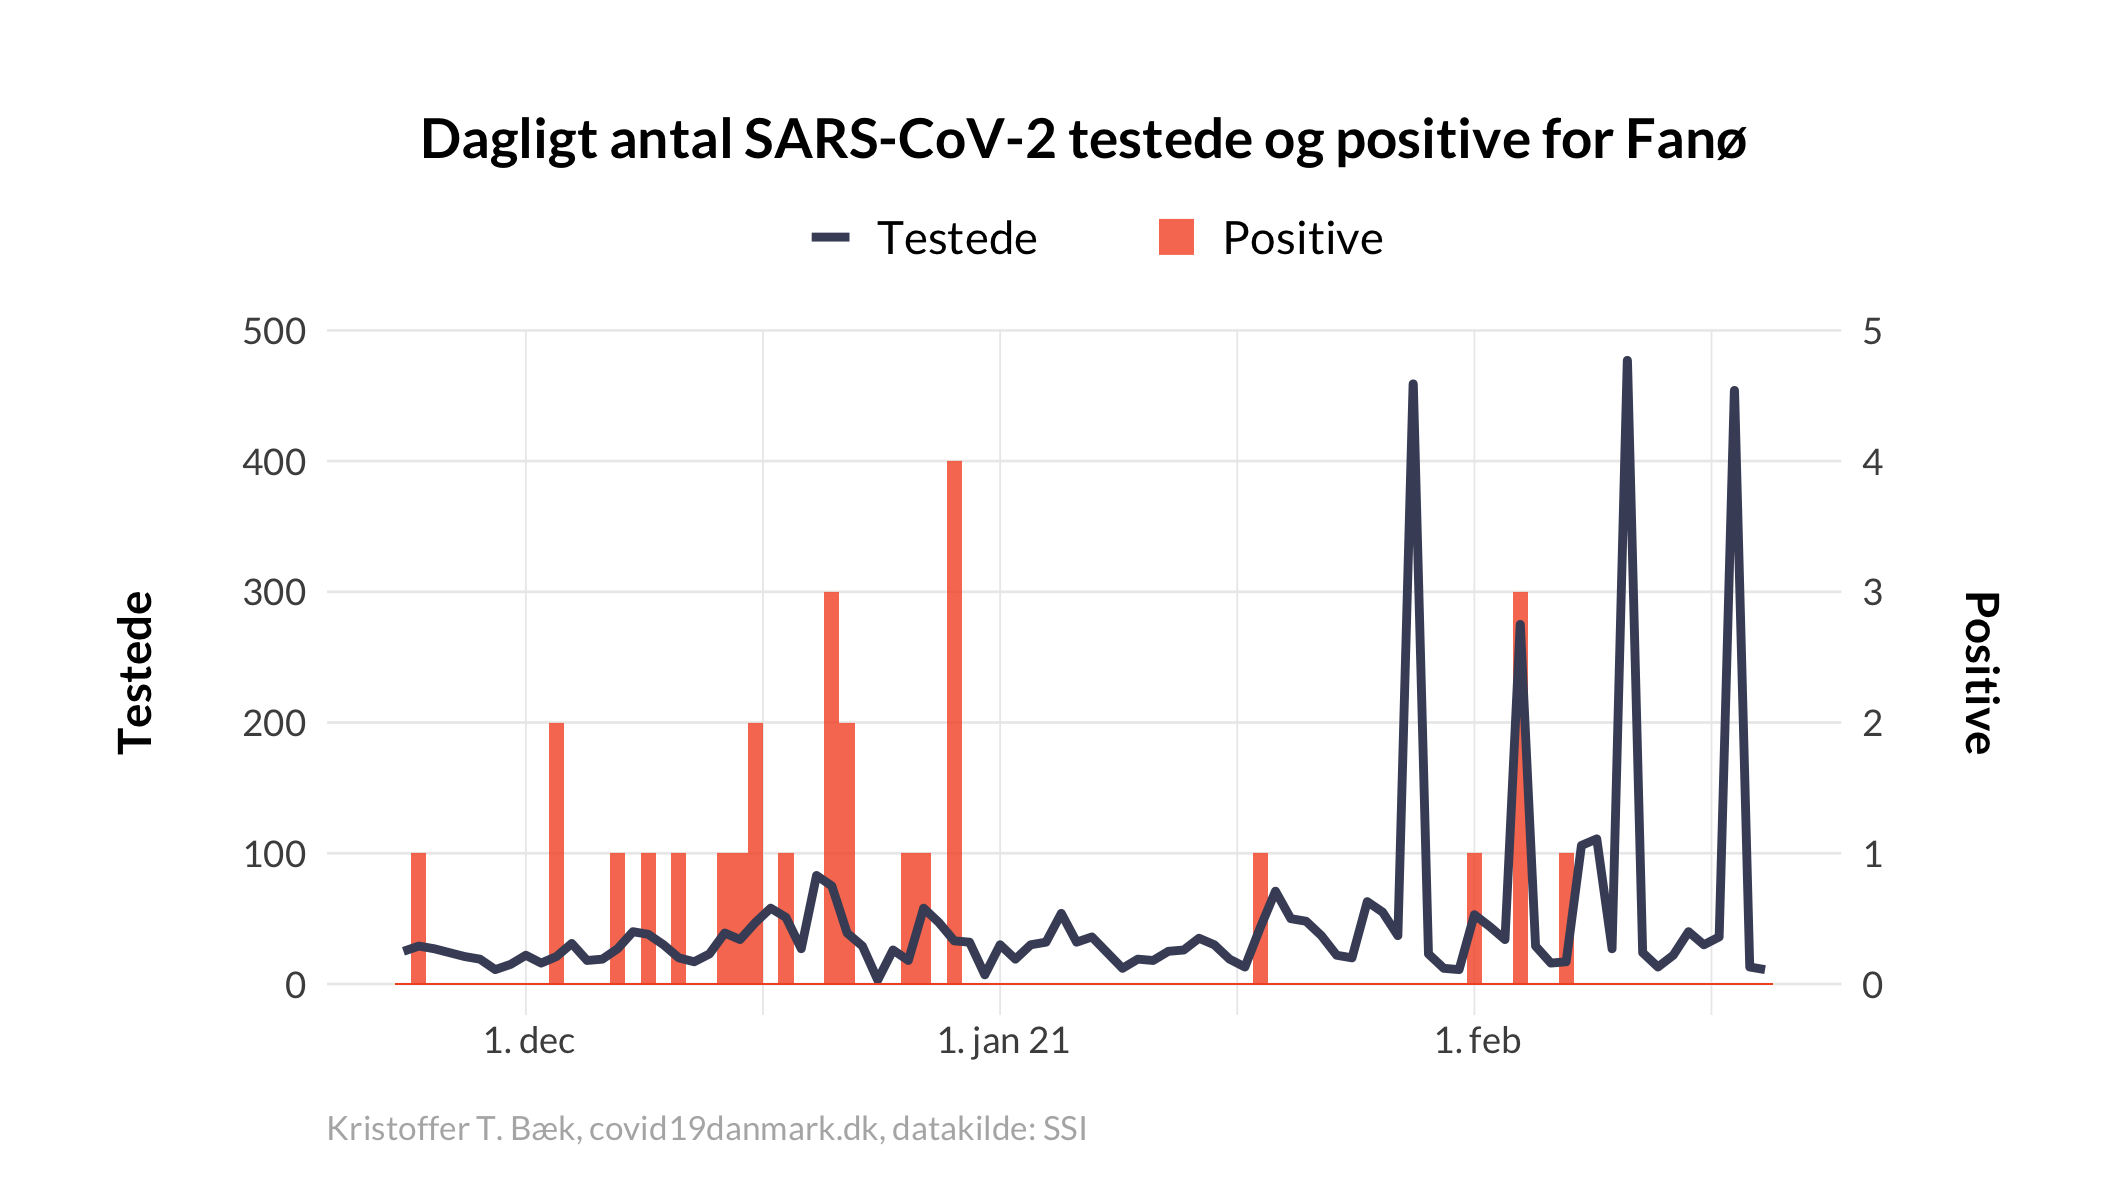 Dagligt antal SARS-CoV-2 testede og positive for Fanø
Testede
Positive
500
400
300
200
100
0
Testede
5
4
3
2
1
0
Positive
1. dec
1. jan 21
1. feb
Kristoffer T. Bæk, covid19danmark.dk, datakilde: SSI